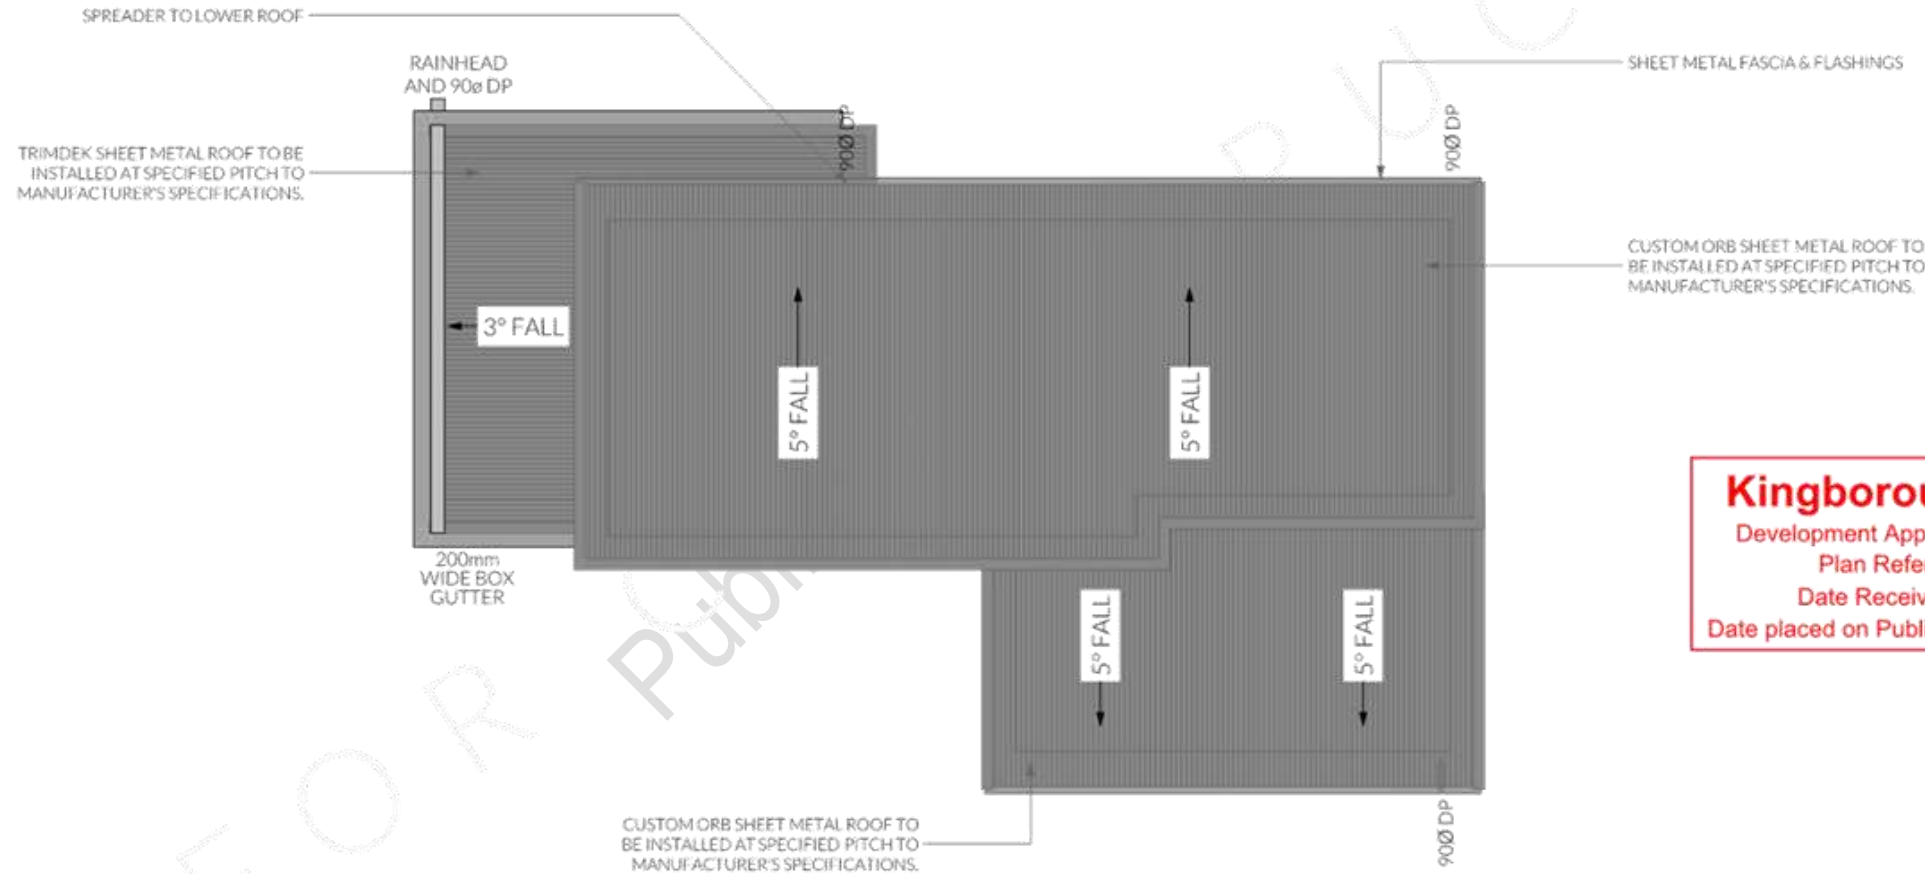 SPREADER TO LOWER ROOF
RAINHEAD
AND 90ø DP
SHEET METAL FASCIA & FLASHINGS
90Ø DP
90Ø DP
TRIMDEK SHEET METAL ROOF TO BE
INSTALLED AT SPECIFIED PITCH TO
MANUFACTURER'S SPECIFICATIONS.
CUSTOM ORB SHEET METAL ROOF TO
BE INSTALLED AT SPECIFIED PITCH TO
MANUFACTURER'S SPECIFICATIONS.
3° FALL
5° FALL
5° FALL
Kingborou
Development App
Plan Refe
Date Receiv
Date placed on Publi
200mm
WIDE BOX
GUTTER
5° FALL
5° FALL
Publi
FOR
RUC
CUSTOM ORB SHEET METAL ROOF TO
BE INSTALLED AT SPECIFIED PITCH TO
MANUFACTURER'S SPECIFICATIONS.
90Ø DP